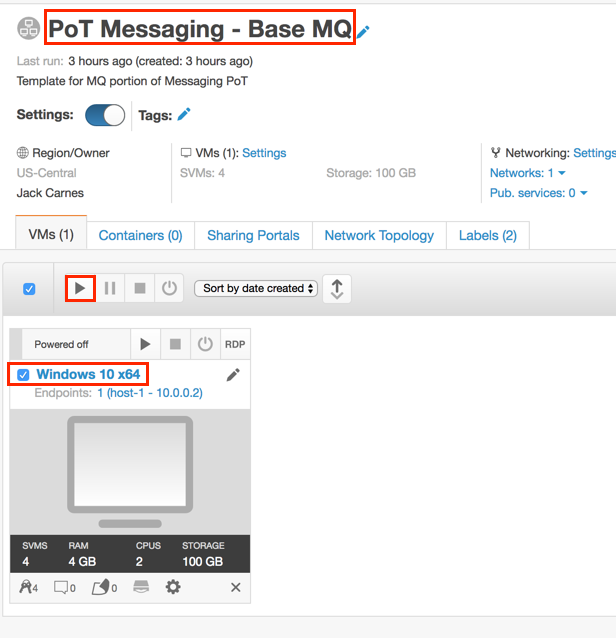 PoT Messaging - Base MQ
Last run: 3 hours ago (created: 3 hours ago)
Template for MQ portion of Messaging PoT
Settings: Tags:
Region/Owner
US-Central
Jack Carnes
VMs (1): Settings
SVMs: 4 Storage: 100 GB
Networking: Settings
Networks: 1
Pub. services: 0
VMs (1) Containers (0) Sharing Portals Network Topology Labels (2)
Sort by date created
Powered off RDP
Windows 10 x64
Endpoints: 1 (host-1 - 10.0.0.2)
SVMS RAM CPUS STORAGE
4 4 GB 2 100 GB
4 0 0